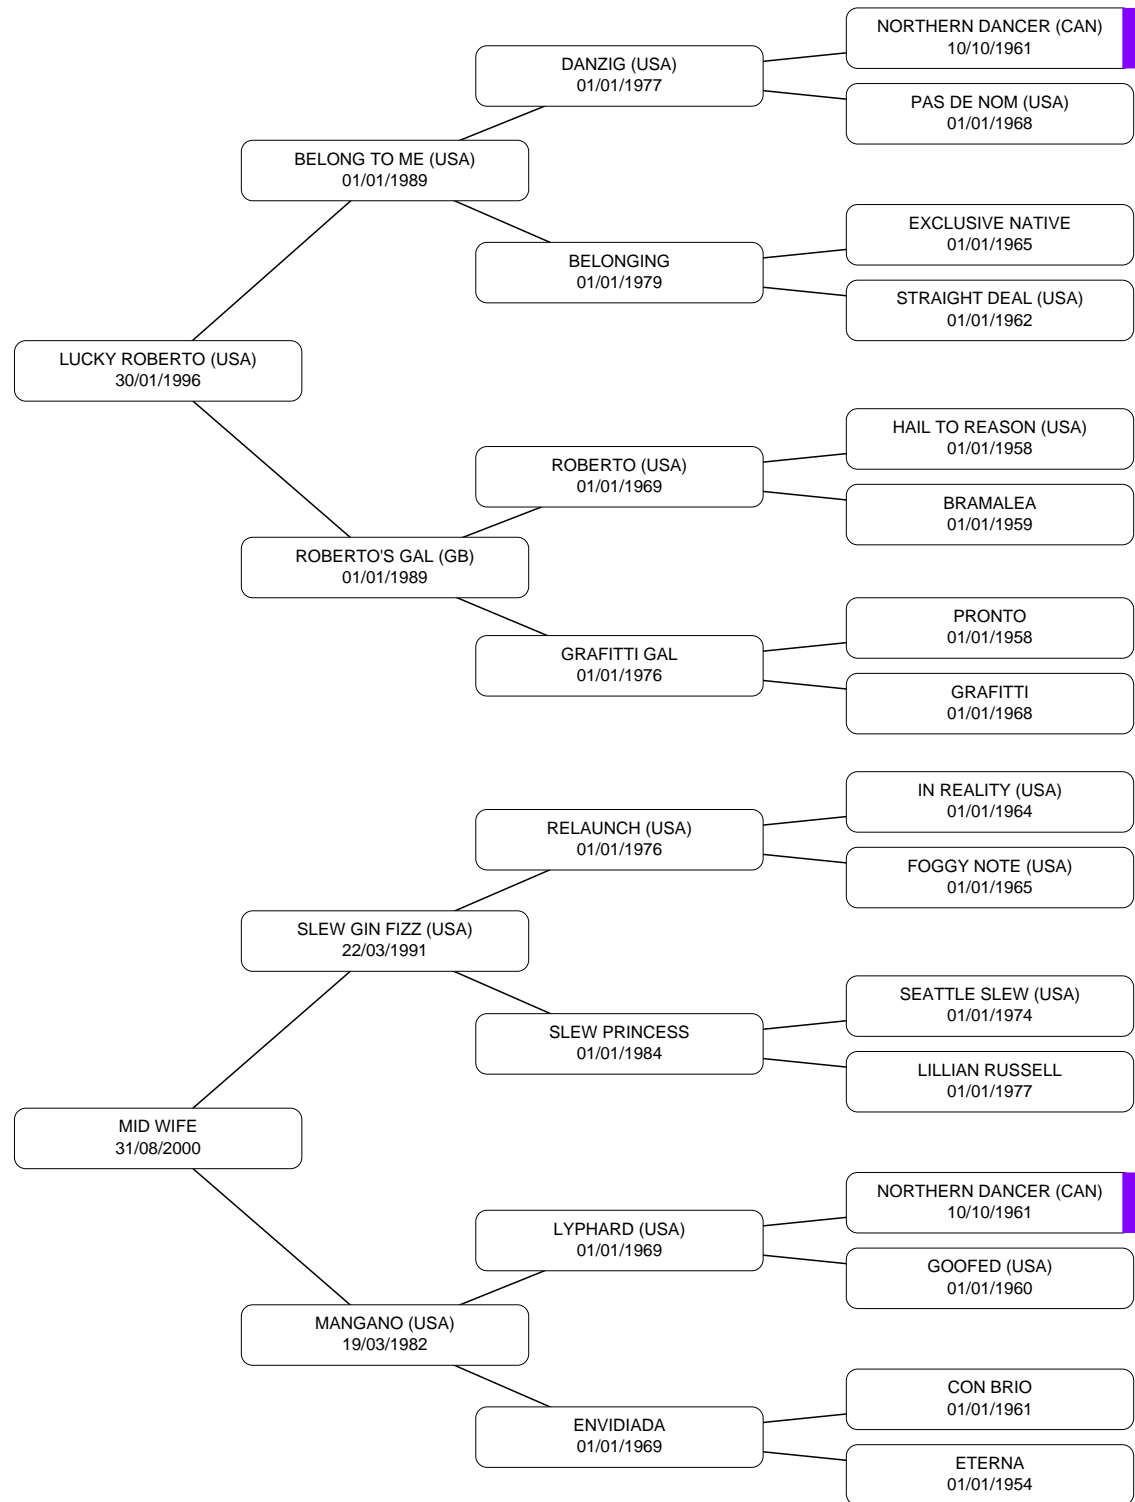 NORTHERN DANCER (CAN)
10/10/1961
DANZIG (USA)
01/01/1977
PAS DE NOM (USA)
01/01/1968
BELONG TO ME (USA)
01/01/1989
EXCLUSIVE NATIVE
01/01/1965
BELONGING
01/01/1979
STRAIGHT DEAL (USA)
01/01/1962
LUCKY ROBERTO (USA)
30/01/1996
HAIL TO REASON (USA)
01/01/1958
ROBERTO (USA)
01/01/1969
BRAMALEA
01/01/1959
ROBERTO'S GAL (GB)
01/01/1989
PRONTO
01/01/1958
GRAFITTI GAL
01/01/1976
GRAFITTI
01/01/1968
IN REALITY (USA)
01/01/1964
RELAUNCH (USA)
01/01/1976
FOGGY NOTE (USA)
01/01/1965
SLEW GIN FIZZ (USA)
22/03/1991
SEATTLE SLEW (USA)
01/01/1974
SLEW PRINCESS
01/01/1984
LILLIAN RUSSELL
01/01/1977
MID WIFE
31/08/2000
NORTHERN DANCER (CAN)
10/10/1961
LYPHARD (USA)
01/01/1969
GOOFED (USA)
01/01/1960
MANGANO (USA)
19/03/1982
CON BRIO
01/01/1961
ENVIDIADA
01/01/1969
ETERNA
01/01/1954